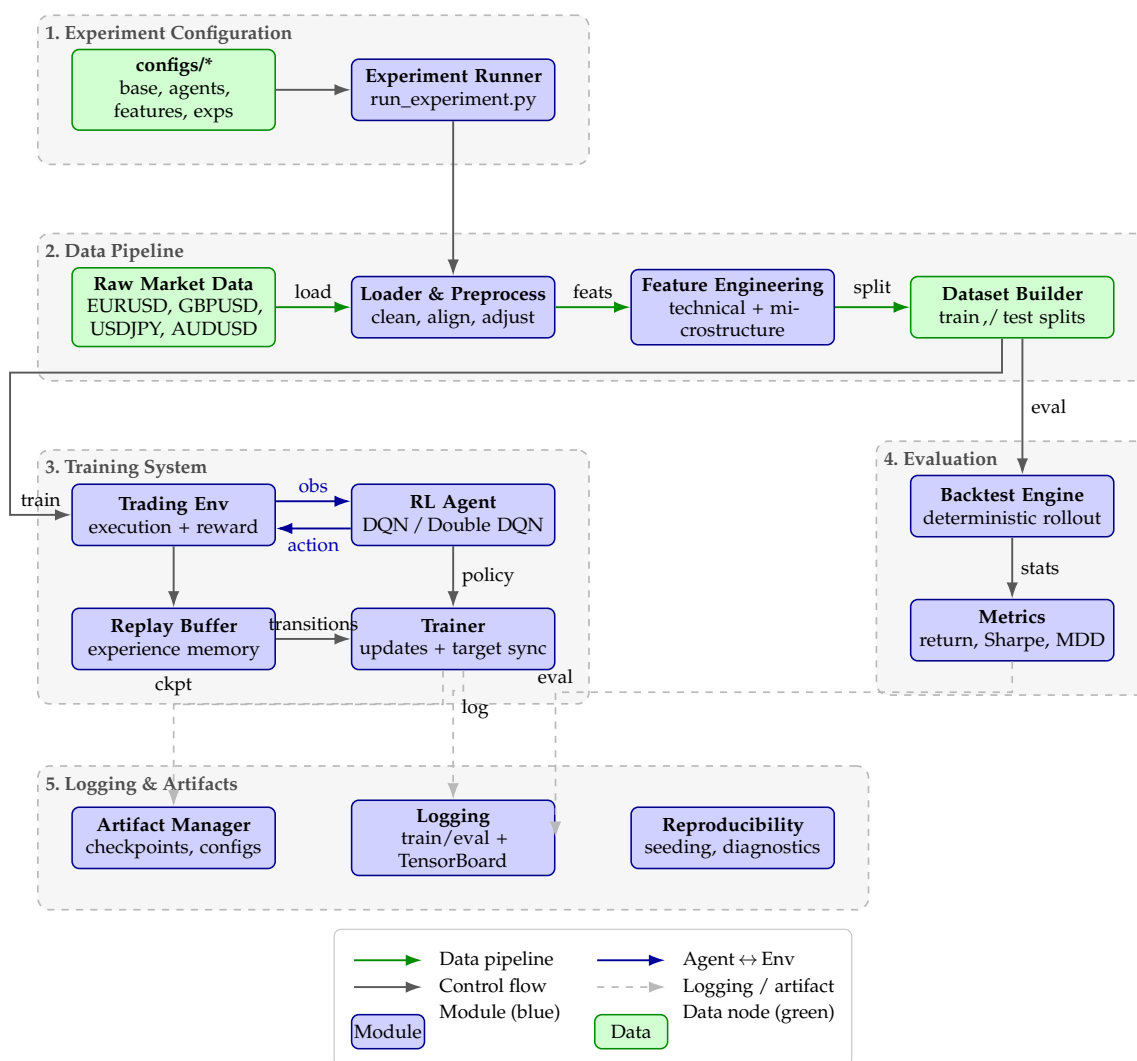 1. Experiment Configuration
configs/*
base, agents,
features, exps
Experiment Runner
run_experiment.py
2. Data Pipeline
Raw Market Data
EURUSD, GBPUSD,
USDJPY, AUDUSD
load
Loader & Preprocess
clean, align, adjust
feats
Feature Engineering
technical + mi-
crostructure
split
Dataset Builder
train,/ test splits
eval
train
3. Training System
Trading Env
execution + reward
obs
action
RL Agent
DQN / Double DQN
policy
Replay Buffer
experience memory
transitions
Trainer
updates + target sync
4. Evaluation
Backtest Engine
deterministic rollout
stats
Metrics
return, Sharpe, MDD
ckpt
log
eval
5. Logging & Artifacts
Artifact Manager
checkpoints, configs
Logging
train/eval +
TensorBoard
Reproducibility
seeding, diagnostics
Data pipeline
Agent ↔ Env
Control flow
Logging / artifact
Module
Module (blue)
Data
Data node (green)